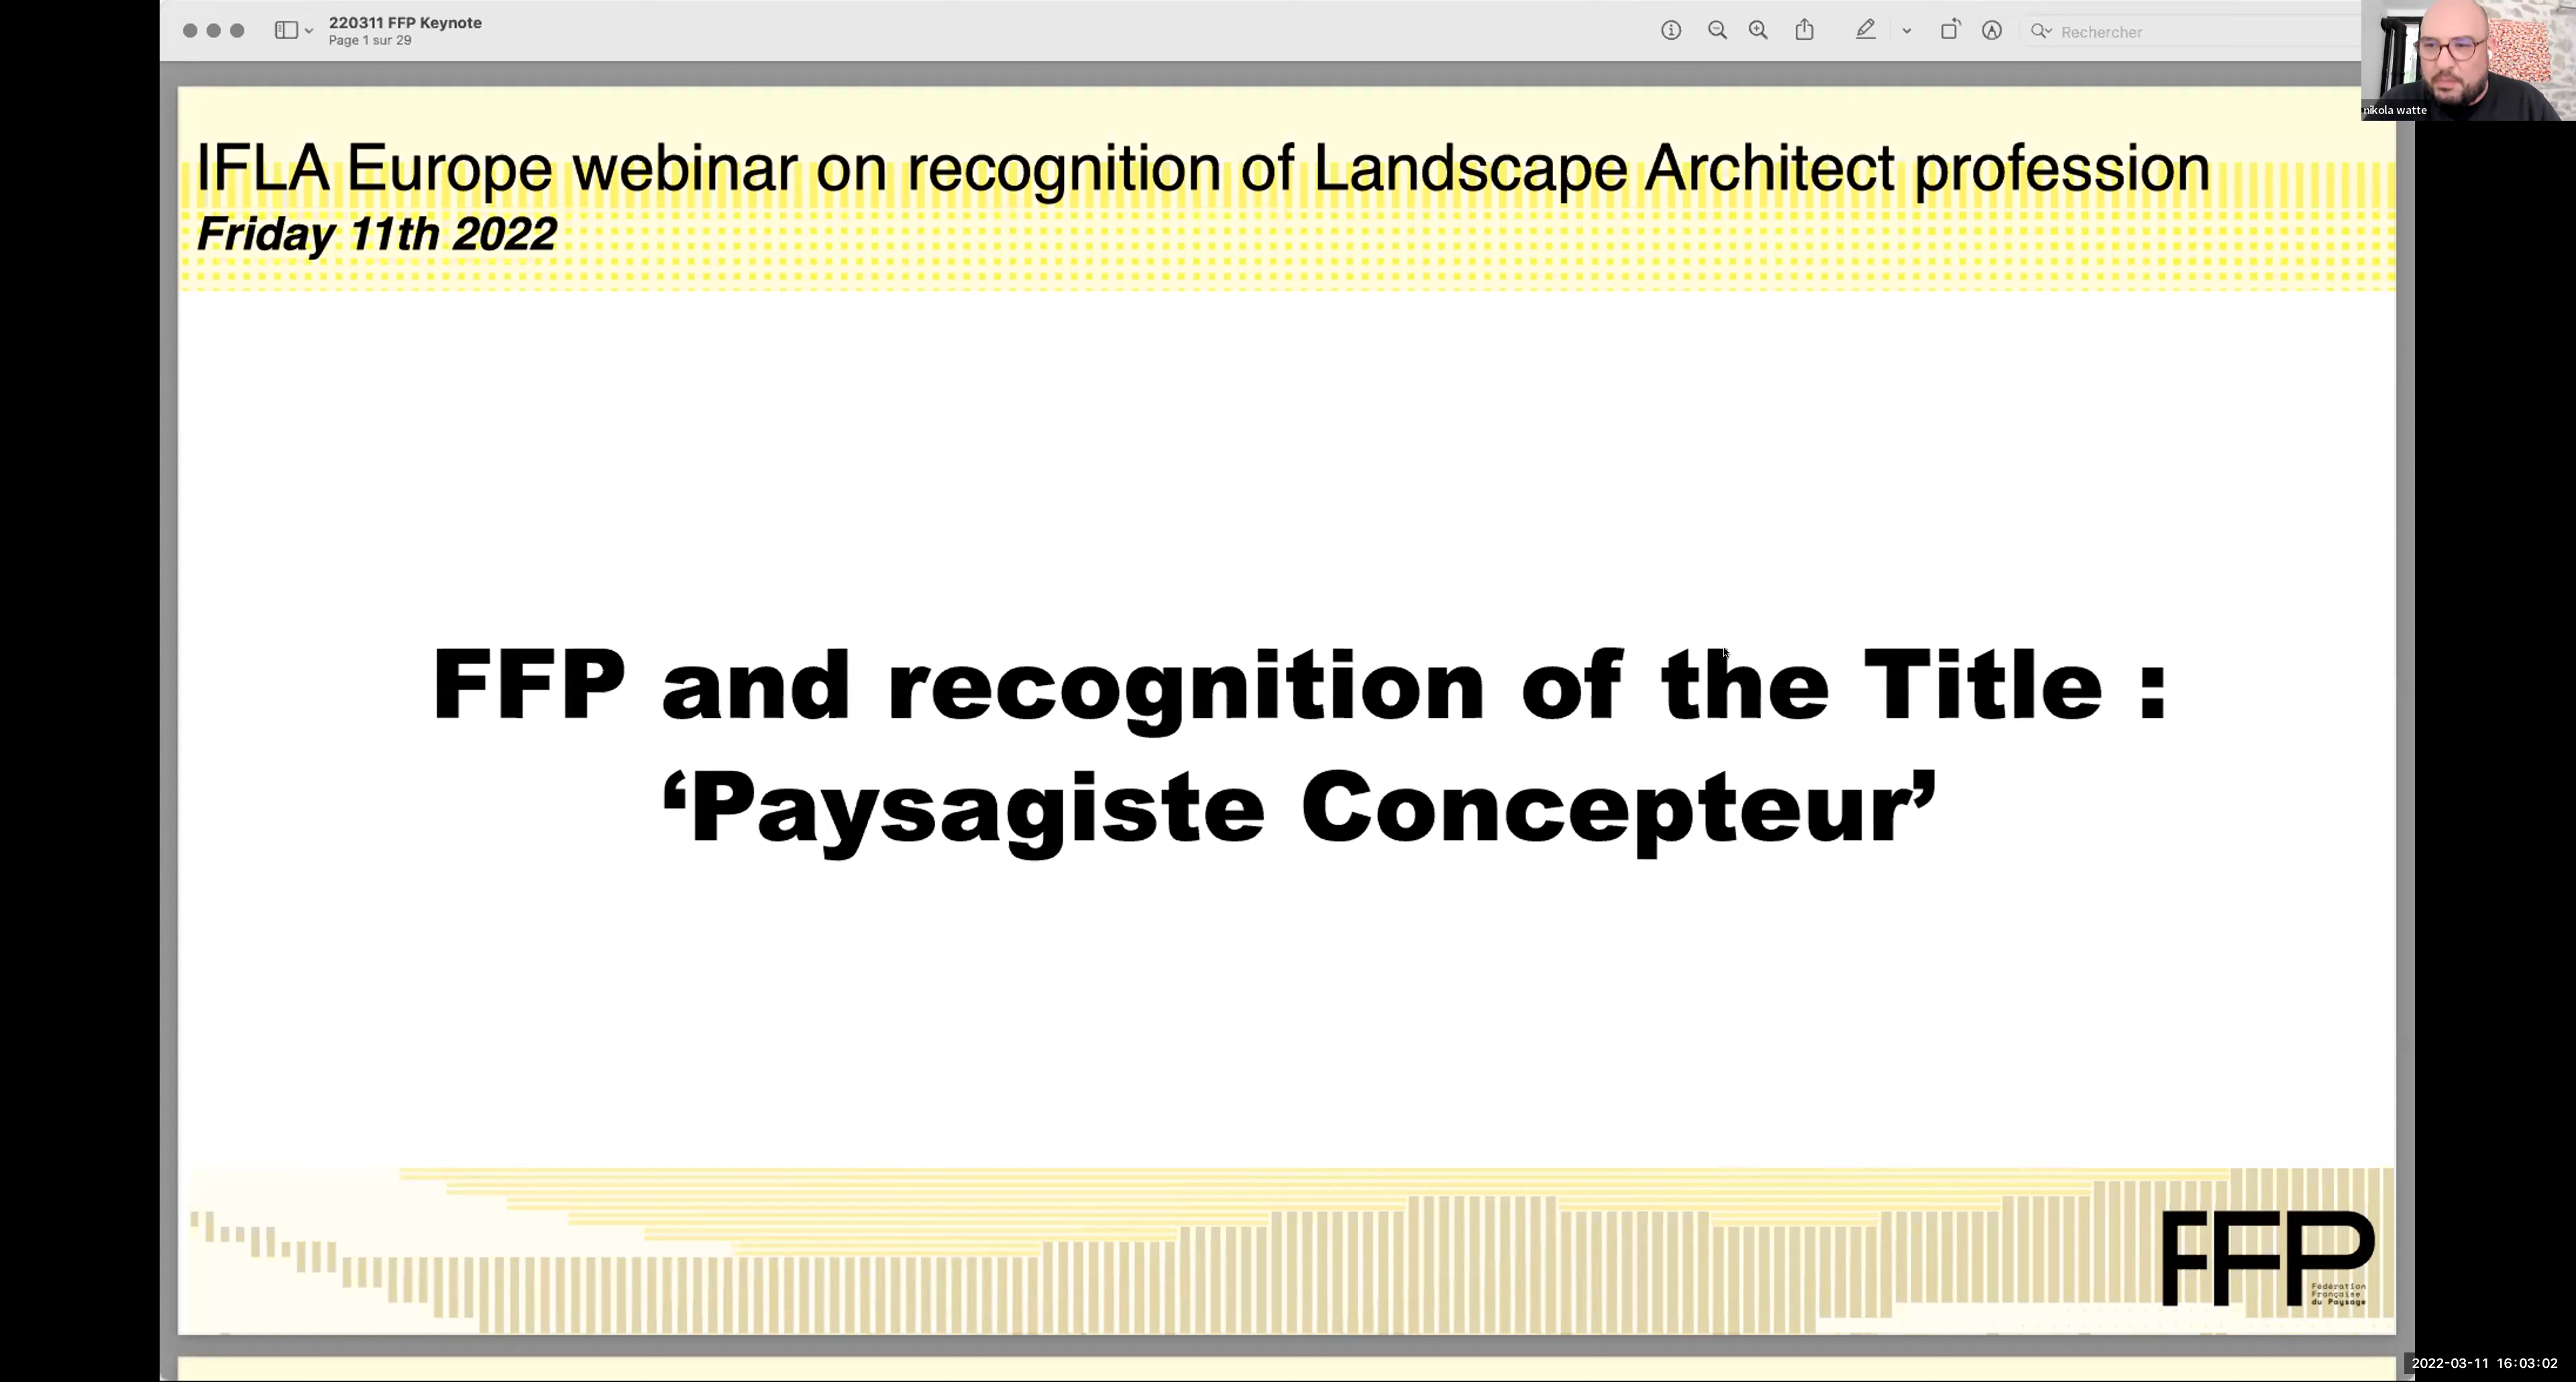 220311 FFP Keynote
Page 1 sur 29
Rechercher
nikola watte
IFLA Europe webinar on recognition of Landscape Architect profession
Friday 11th 2022
FFP and recognition of the Title :
‘Paysagiste Concepteur’
FFP
Fédération
Française
du Paysage
2022-03-11 16:03:02